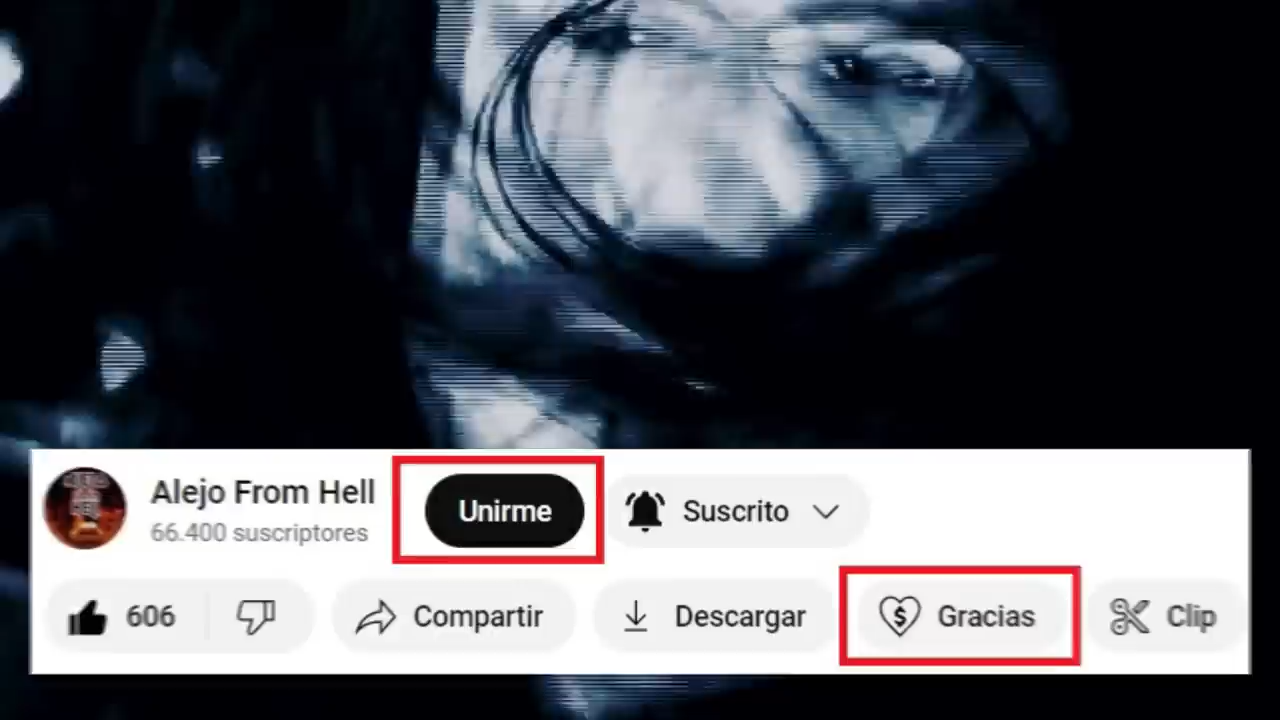 Alejo From Hell
66.400 suscriptores
Unirme
Suscrito
606
Compartir
Descargar
$ Gracias
Clip